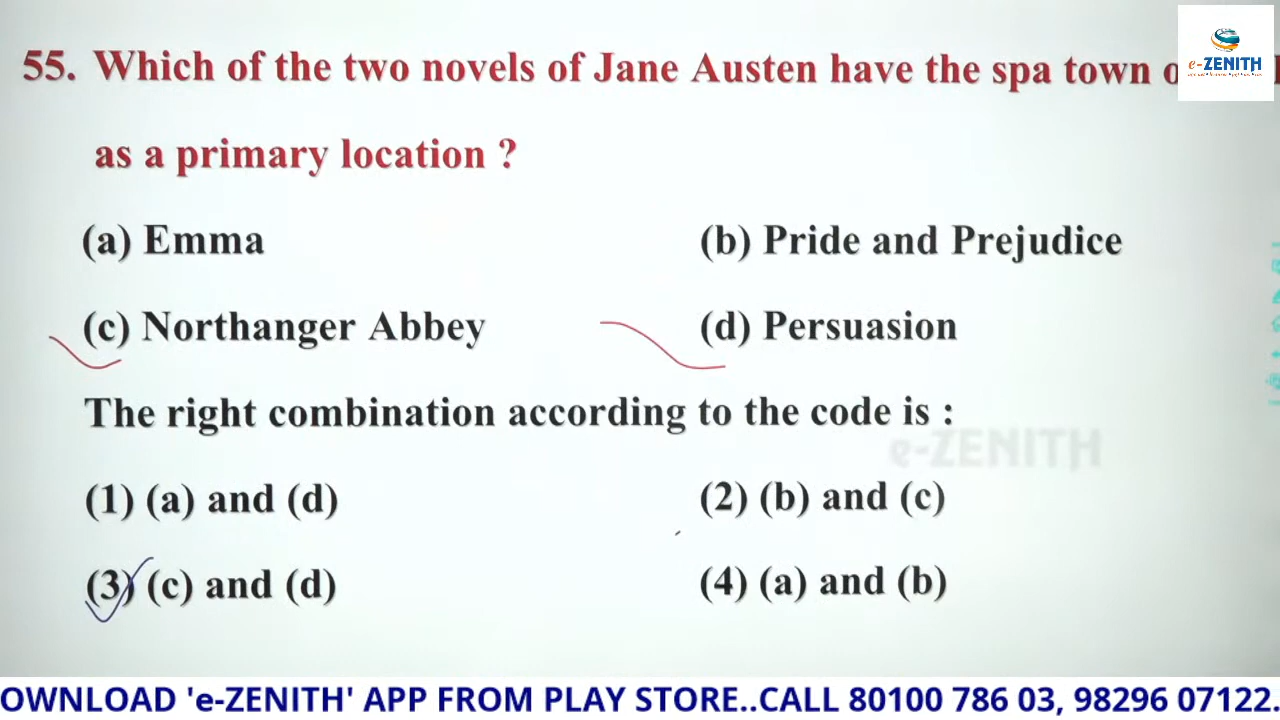 55. Which of the two novels of Jane Austen have the spa town
e-ZENITH
as a primary location ?
(a) Emma
(b) Pride and Prejudice
(c) Northanger Abbey
(d) Persuasion
The right combination according to the code is :
e-ZENITH
(1) (a) and (d)
(2) (b) and (c)
(3) (c) and (d)
(4) (a) and (b)
OWNLOAD 'e-ZENITH' APP FROM PLAY STORE..CALL 80100 786 03, 98296 07122.